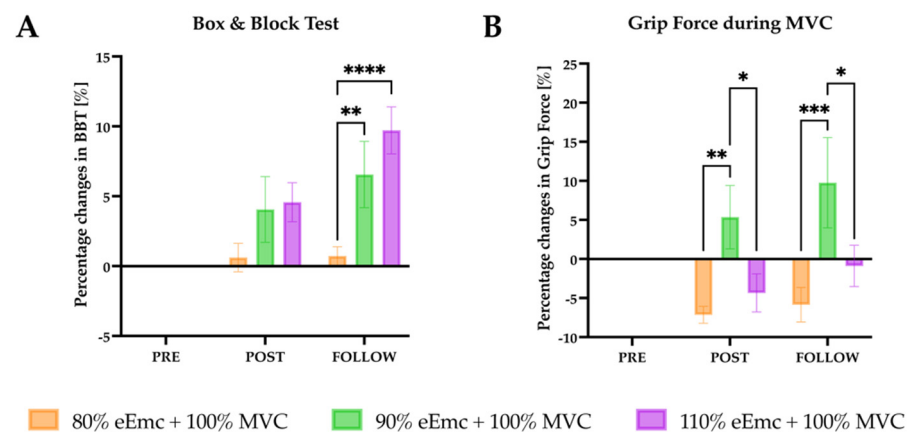 A
Box & Block Test
Percentage changes in BBT [%]
15
10
5
0
-5
****
**
PRE
POST
FOLLOW
B
Grip Force during MVC
Percentage changes in Grip Force [%]
25
20
15
10
5
0
-5
-10
**
*
***
*
PRE
POST
FOLLOW
80% eEmc + 100% MVC
90% eEmc + 100% MVC
110% eEmc + 100% MVC